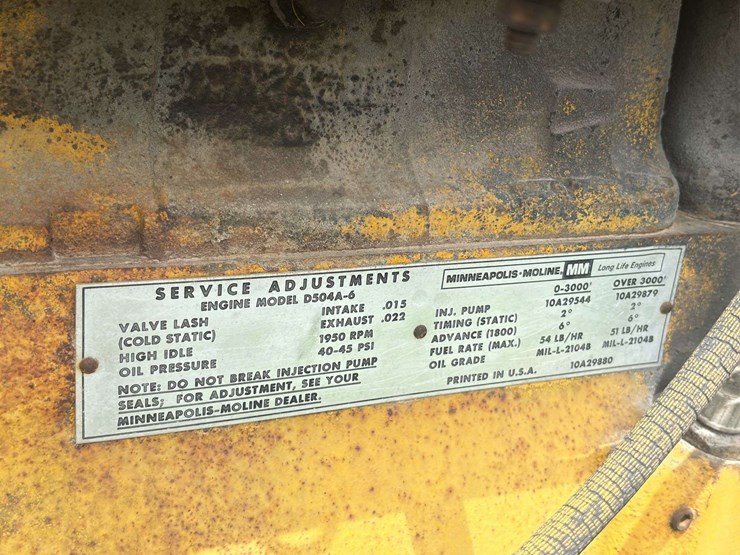 SERVICE ADJUSTMENTS
ENGINE MODEL D504A-6
VALVE LASH INTAKE .015
(COLD STATIC) EXHAUST .022
HIGH IDLE 1950 RPM
OIL PRESSURE 40-45 PSI
NOTE: DO NOT BREAK INJECTION PUMP
SEALS; FOR ADJUSTMENT, SEE YOUR
MINNEAPOLIS-MOLINE DEALER.
MINNEAPOLIS-MOLINE MM Long Life Engines
0-3000' OVER 3000'
INJ. PUMP 10A29544 10A29879
TIMING (STATIC) 2° 2°
ADVANCE (1800) 6° 6°
FUEL RATE (MAX.) 54 LB/HR 51 LB/HR
OIL GRADE MIL-L-2104B MIL-L-2104B
PRINTED IN U.S.A. 10A29880